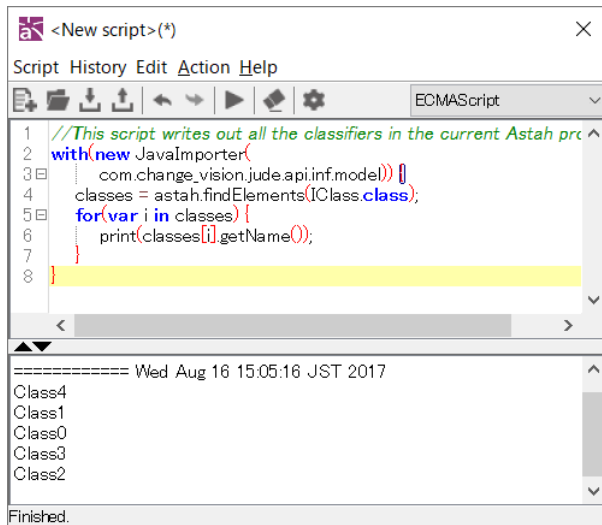 <New script>(*)
Script History Edit Action Help
ECMAScript
1 //This script writes out all the classifiers in the current Astah pro
2 with(new JavaImporter(
3 com.change_vision.jude.api.inf.model)) {
4 classes = astah.findElements(IClass.class);
5 for(var i in classes) {
6 print(classes[i].getName());
7 }
8 }
============ Wed Aug 16 15:05:16 JST 2017
Class4
Class1
Class0
Class3
Class2
Finished.